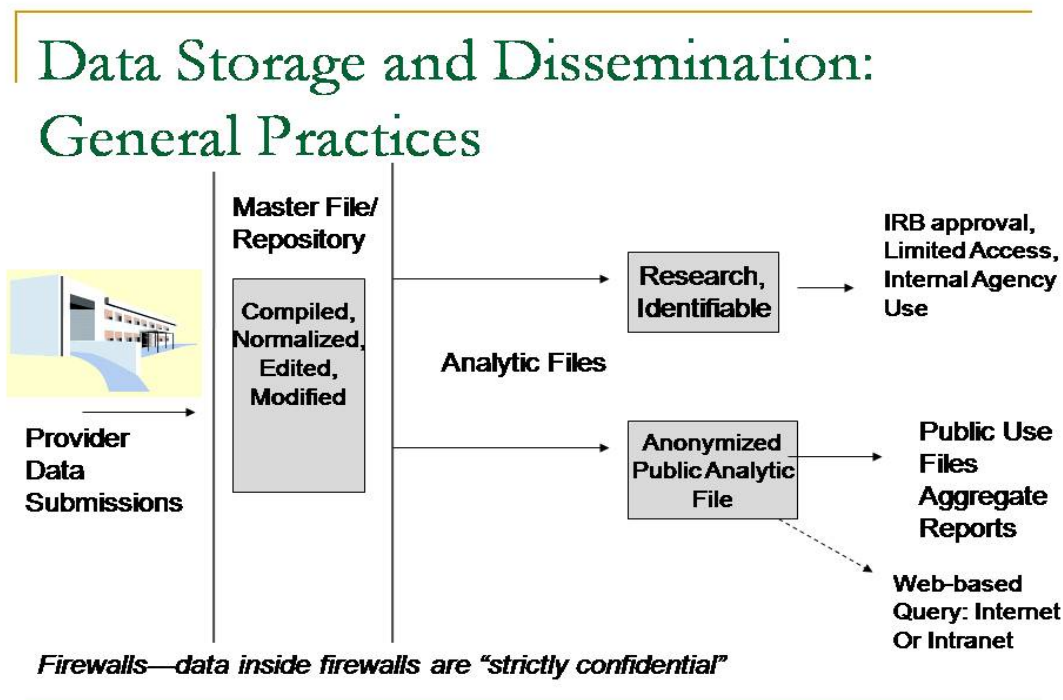 Data Storage and Dissemination:
General Practices
Master File/
Repository
Compiled,
Normalized,
Edited,
Modified
Provider
Data
Submissions
Analytic Files
Research,
Identifiable
IRB approval,
Limited Access,
Internal Agency
Use
Anonymized
Public Analytic
File
Public Use
Files
Aggregate
Reports
Web-based
Query: Internet
Or Intranet
Firewalls—data inside firewalls are “strictly confidential”